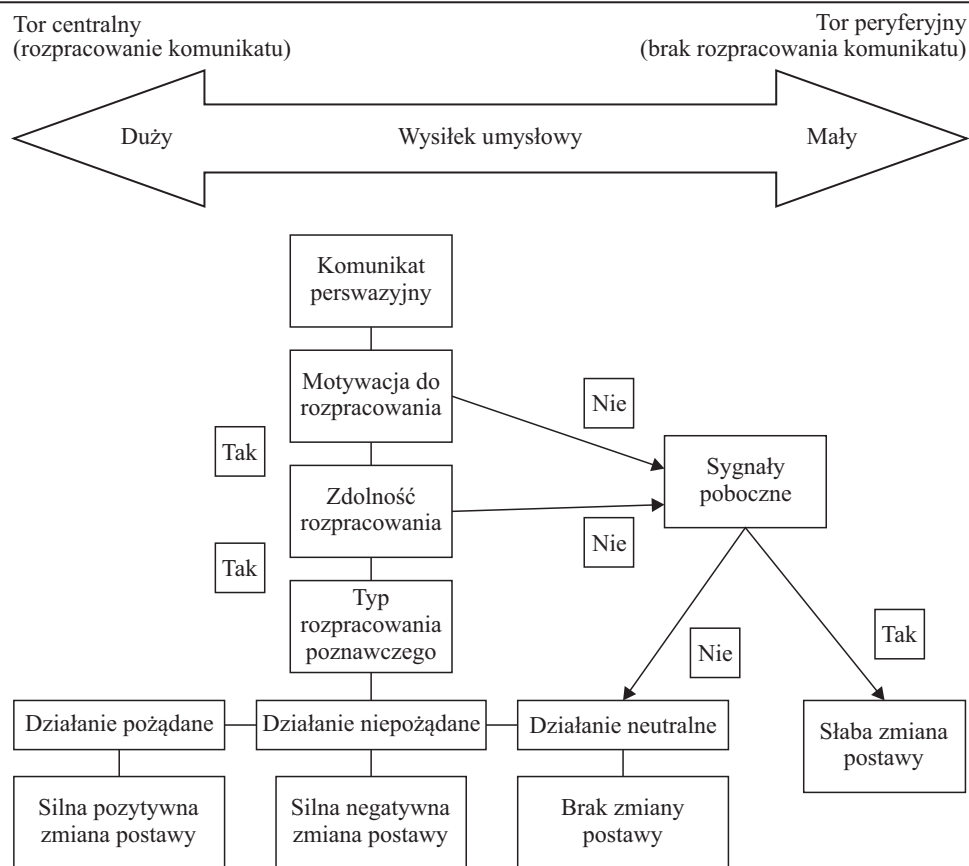 Tor centralny
(rozpracowanie komunikatu)
Tor peryferyjny
(brak rozpracowania komunikatu)
Duży
Wysiłek umysłowy
Mały
Komunikat
perswazyjny
Motywacja do
rozpracowania
Nie
Tak
Sygnały
poboczne
Zdolność
rozpracowania
Nie
Tak
Typ
rozpracowania
poznawczego
Nie
Tak
Działanie pożądane
Działanie niepożądane
Działanie neutralne
Słaba zmiana
postawy
Silna pozytywna
zmiana postawy
Silna negatywna
zmiana postawy
Brak zmiany
postawy